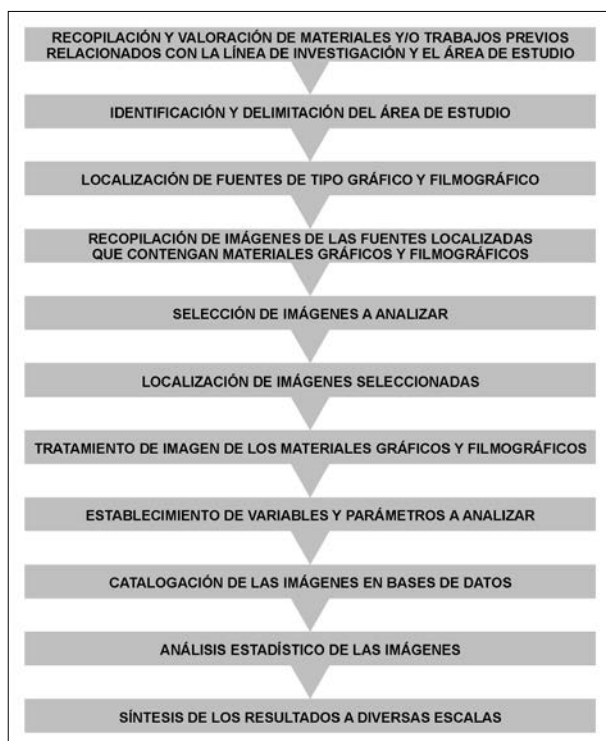 RECOPILACIÓN Y VALORACIÓN DE MATERIALES Y/O TRABAJOS PREVIOS
RELACIONADOS CON LA LÍNEA DE INVESTIGACIÓN Y EL ÁREA DE ESTUDIO
IDENTIFICACIÓN Y DELIMITACIÓN DEL ÁREA DE ESTUDIO
LOCALIZACIÓN DE FUENTES DE TIPO GRÁFICO Y FILMOGRÁFICO
RECOPILACIÓN DE IMÁGENES DE LAS FUENTES LOCALIZADAS
QUE CONTENGAN MATERIALES GRÁFICOS Y FILMOGRÁFICOS
SELECCIÓN DE IMÁGENES A ANALIZAR
LOCALIZACIÓN DE IMÁGENES SELECCIONADAS
TRATAMIENTO DE IMAGEN DE LOS MATERIALES GRÁFICOS Y FILMOGRÁFICOS
ESTABLECIMIENTO DE VARIABLES Y PARÁMETROS A ANALIZAR
CATALOGACIÓN DE LAS IMÁGENES EN BASES DE DATOS
ANÁLISIS ESTADÍSTICO DE LAS IMÁGENES
SÍNTESIS DE LOS RESULTADOS A DIVERSAS ESCALAS